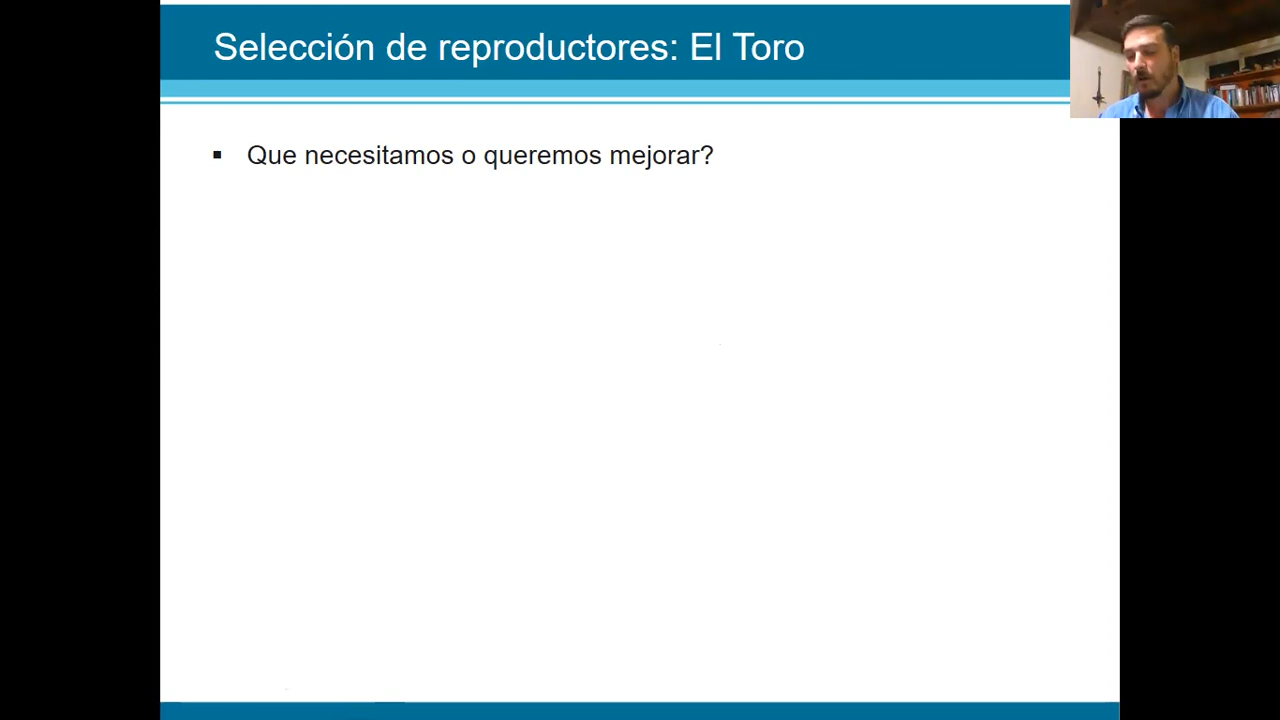 Selección de reproductores: El Toro
▪ Que necesitamos o queremos mejorar?